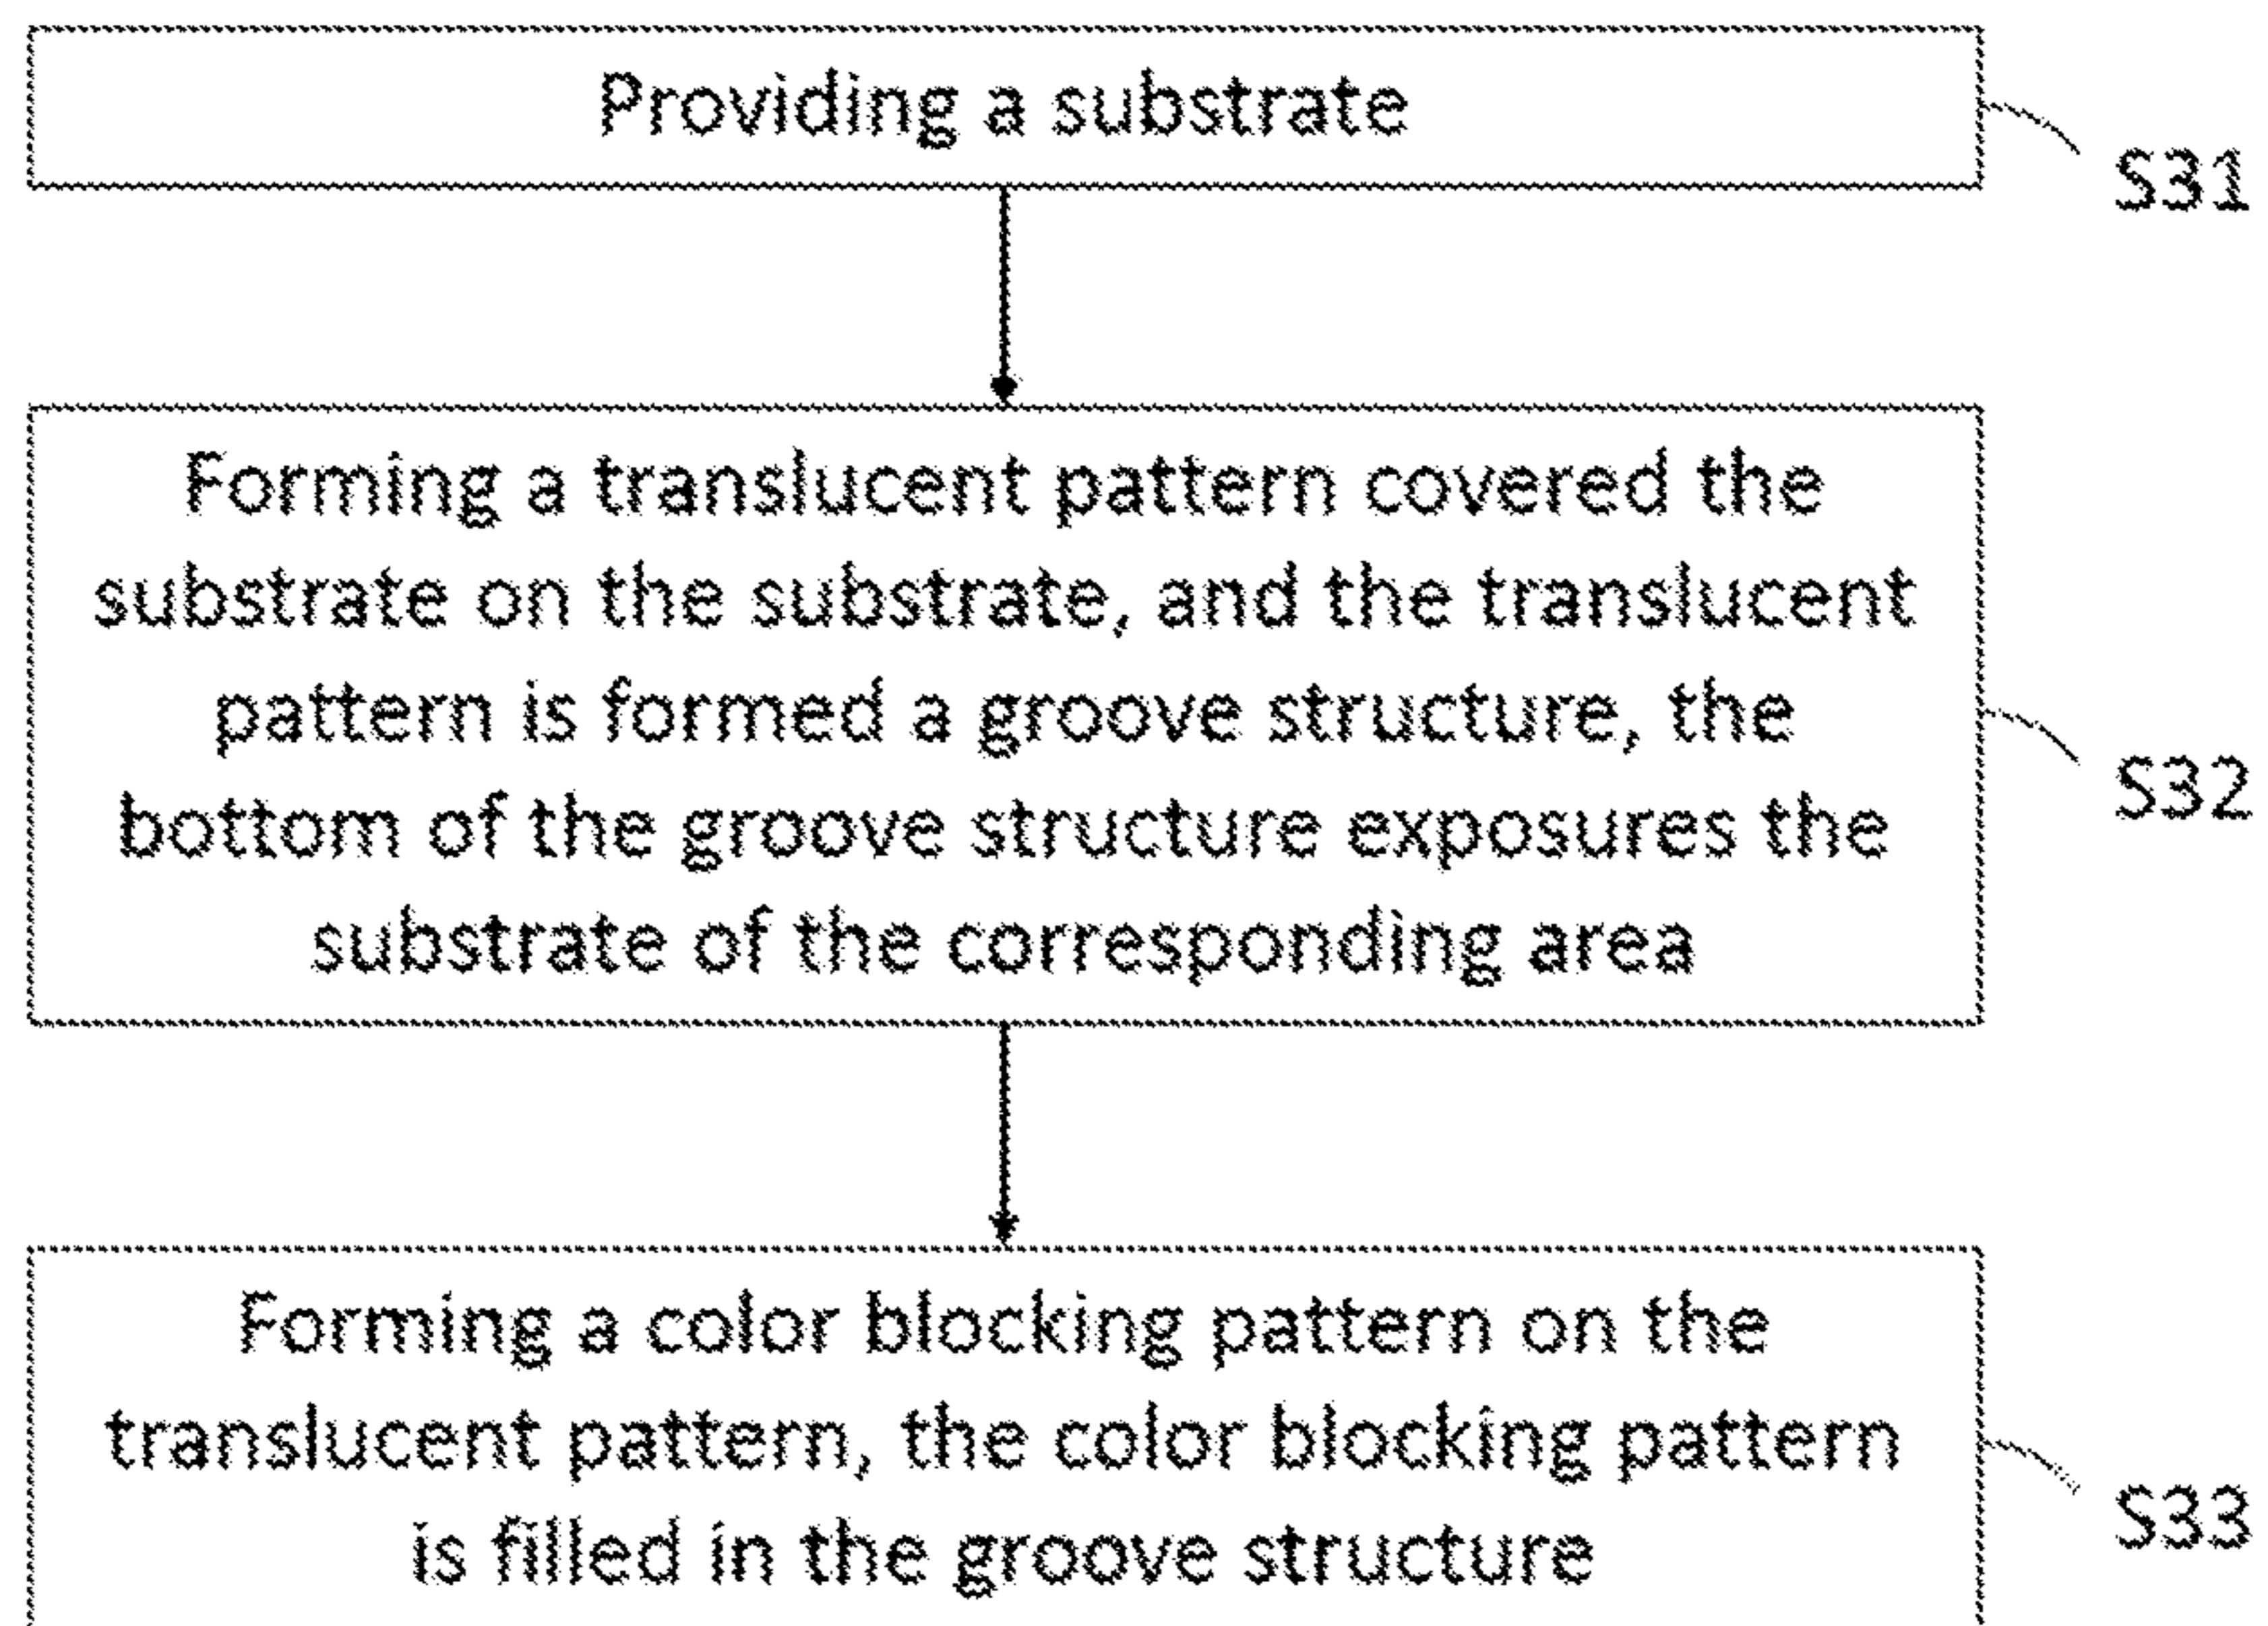 Providing a substrate
S31
Forming a translucent pattern covered the
substrate on the substrate, and the translucent
pattern is formed a groove structure, the
bottom of the groove structure exposures the
substrate of the corresponding area
S32
Forming a color blocking pattern on the
translucent pattern, the color blocking pattern
is filled in the groove structure
S33